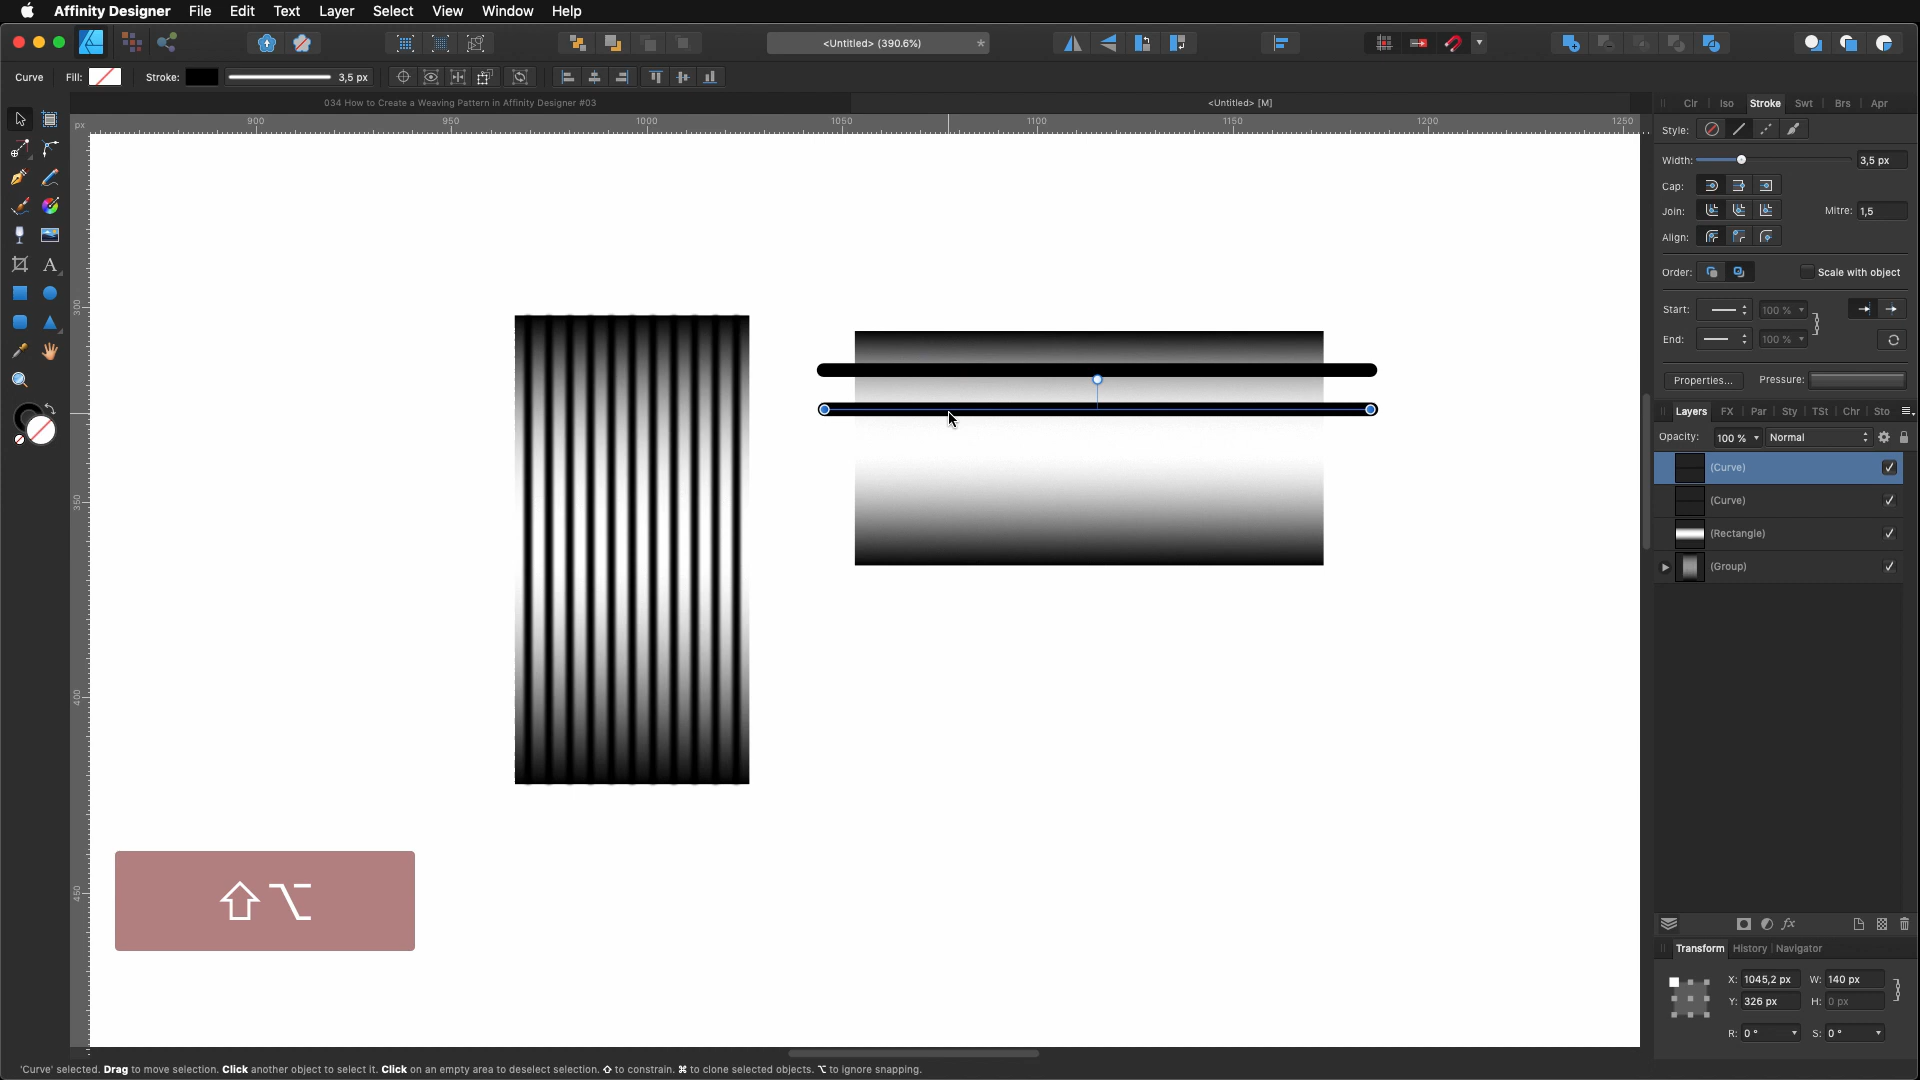 Affinity Designer File Edit Text Layer Select View Window Help
<Untitled> (390.6%) *
Curve Fill: Stroke: 3,5 px
034 How to Create a Weaving Pattern in Affinity Designer #03 <Untitled> [M]
Clr Iso Stroke Swt Brs Apr
px 900 950 1000 1050 1100 1150 1200 1250
Style:
Width: 3,5 px
Cap:
Join: Mitre: 1,5
Align:
Order: Scale with object
Start: 100 %
End: 100 %
Properties... Pressure:
Layers FX Par Sty TSt Chr Sto
Opacity: 100 % Normal
(Curve)
(Curve)
(Rectangle)
(Group)
300
350
400
450
⇧⌥
fx
Transform History Navigator
X: 1045,2 px W: 140 px
Y: 326 px H: 0 px
R: 0 ° S: 0 °
'Curve' selected. Drag to move selection. Click another object to select it. Click on an empty area to deselect selection. ⇧ to constrain. ⌘ to clone selected objects. ⌥ to ignore snapping.